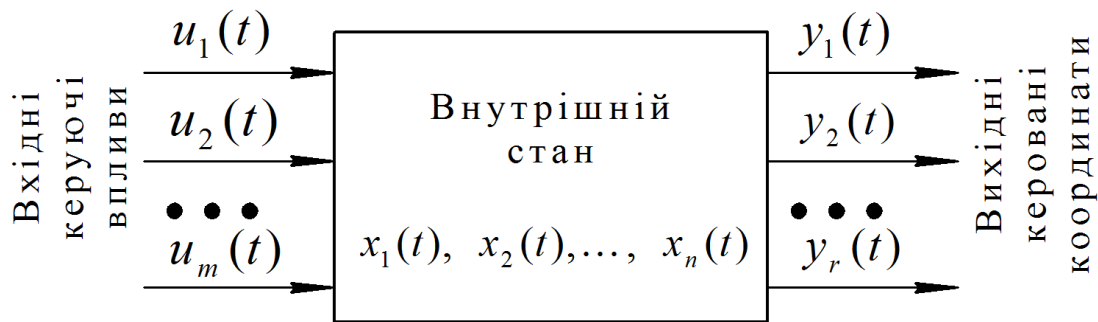 Вхідні
керуючі
впливи
u₁(t)
u₂(t)
● ● ●
uₘ(t)
Внутрішній
стан
x₁(t), x₂(t),..., xₙ(t)
y₁(t)
y₂(t)
● ● ●
yᵣ(t)
Вихідні
керовані
координати